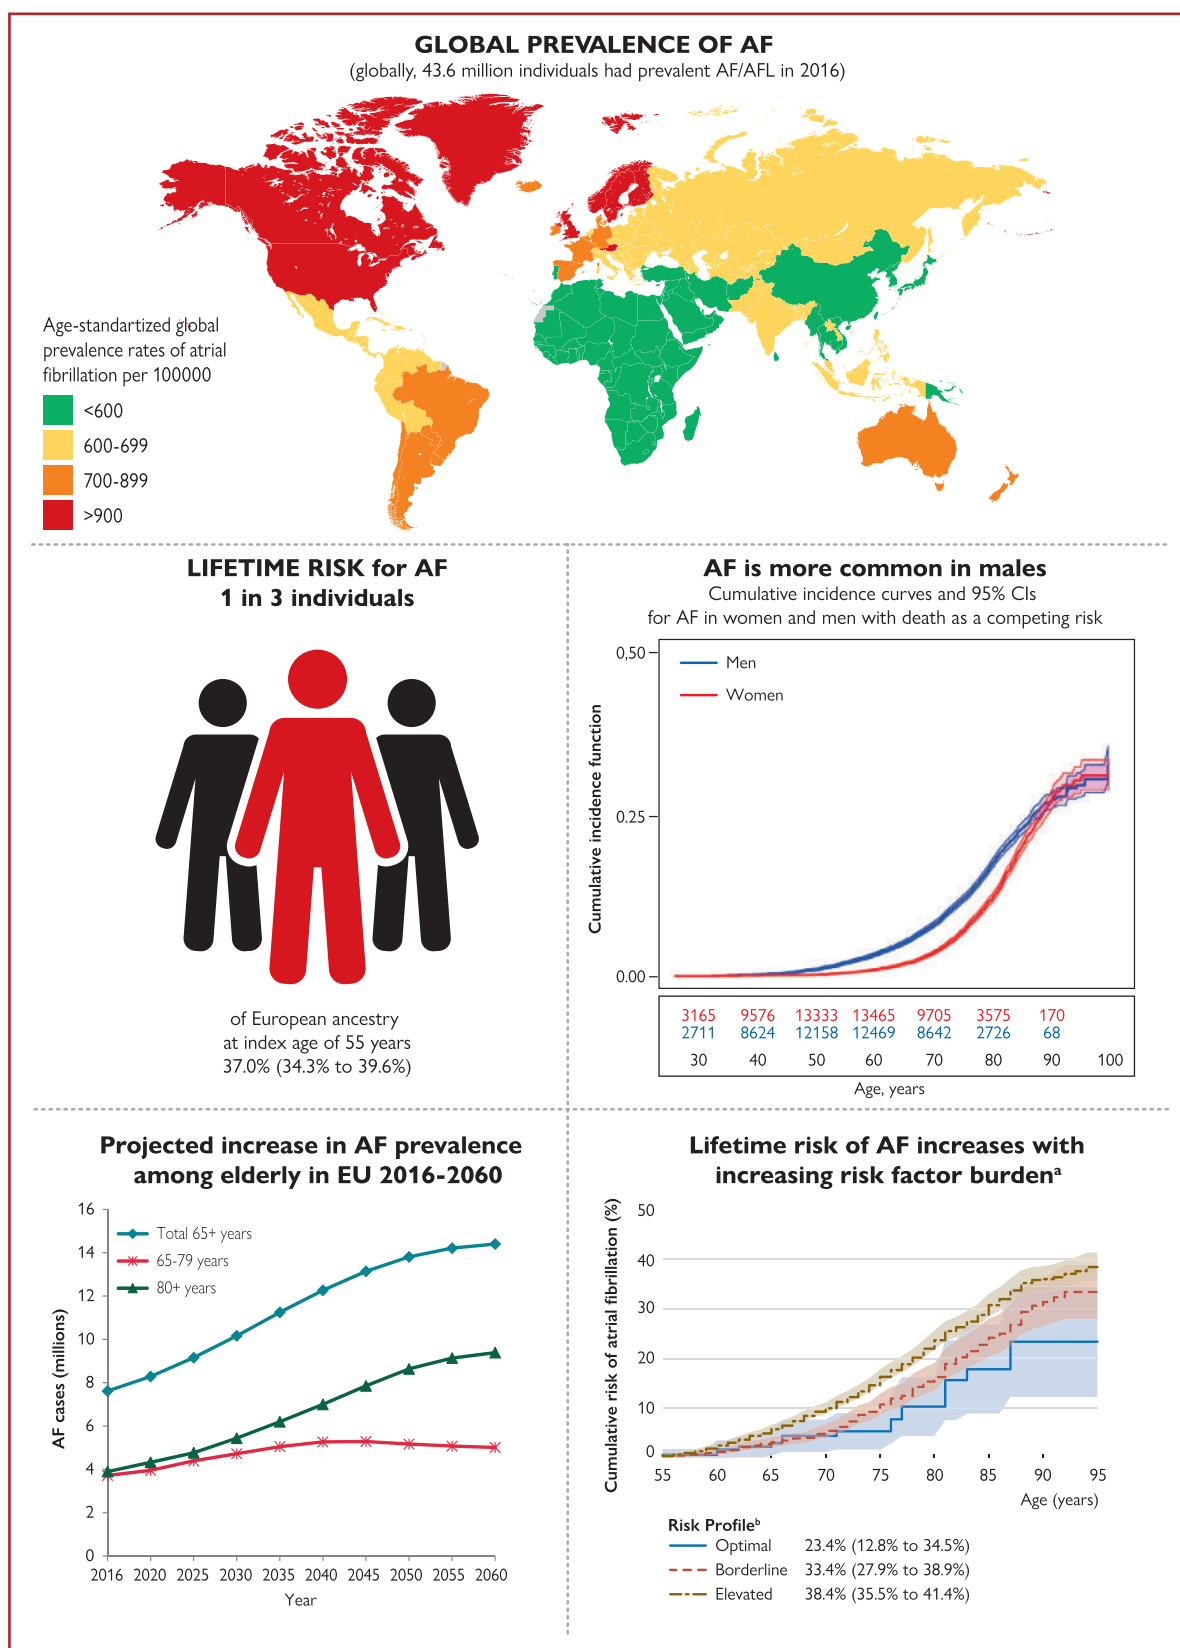 GLOBAL PREVALENCE OF AF
(globally, 43.6 million individuals had prevalent AF/AFL in 2016)
Age-standartized global
prevalence rates of atrial
fibrillation per 100000
<600
600-699
700-899
>900
LIFETIME RISK for AF
1 in 3 individuals
of European ancestry
at index age of 55 years
37.0% (34.3% to 39.6%)
AF is more common in males
Cumulative incidence curves and 95% CIs
for AF in women and men with death as a competing risk
Cumulative incidence function
0,50
0.25
0.00
Men
Women
3165 9576 13333 13465 9705 3575 170
2711 8624 12158 12469 8642 2726 68
30 40 50 60 70 80 90 100
Age, years
Projected increase in AF prevalence
among elderly in EU 2016-2060
AF cases (millions)
16
14
12
10
8
6
4
2
0
Total 65+ years
65-79 years
80+ years
2016 2020 2025 2030 2035 2040 2045 2050 2055 2060
Year
Lifetime risk of AF increases with
increasing risk factor burdenᵃ
Cumulative risk of atrial fibrillation (%)
50
40
30
20
10
0
55 60 65 70 75 80 85 90 95
Age (years)
Risk Profileᵇ
Optimal 23.4% (12.8% to 34.5%)
Borderline 33.4% (27.9% to 38.9%)
Elevated 38.4% (35.5% to 41.4%)